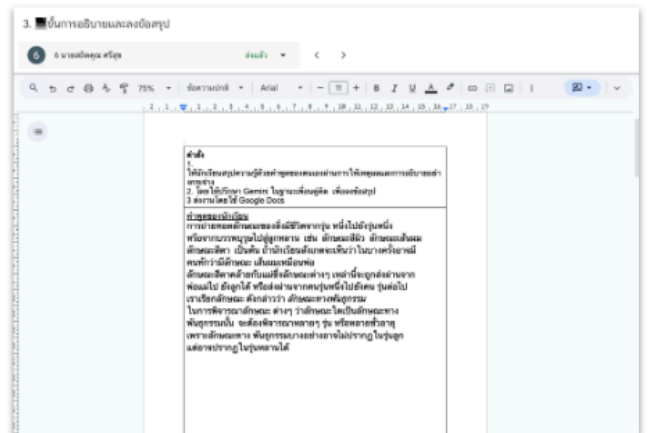 3. ขั้นการอธิบายและลงข้อสรุป
6
ส่งแล้ว
75%
ข้อความปกติ
Arial
11
B I U A
คำสั่ง
1.
ให้นักเรียนสรุปความรู้ด้วยคำพูดของตนเองผ่านการให้เหตุผลและการอธิบายอย่
างกระจ่าง
2. โดยให้ปรึกษา Gemini ในฐานะเพื่อนคู่คิด เพื่อลงข้อสรุป
3 ส่งงานโดยใช้ Google Docs
คำพูดของนักเรียน
การถ่ายทอดลักษณะของสิ่งมีชีวิตจากรุ่น หนึ่งไปยังรุ่นหนึ่ง
หรือจากบรรพบุรุษไปสู่ลูกหลาน เช่น ลักษณะสีผิว ลักษณะเส้นผม
ลักษณะสีตา เป็นต้น ถ้านักเรียนสังเกตจะเห็นว่าในบางครั้งอาจมี
คนทักว่ามีลักษณะ เส้นผมเหมือนพ่อ
ลักษณะสีตาคล้ายกับแม่ซึ่งลักษณะต่างๆ เหล่านี้จะถูกส่งผ่านจาก
พ่อแม่ไป ยังลูกได้ หรือส่งผ่านจากคนรุ่นหนึ่งไปยังคน รุ่นต่อไป
เราเรียกลักษณะ ดังกล่าวว่า ลักษณะทางพันธุกรรม
ในการพิจารณาลักษณะ ต่างๆ ว่าลักษณะใดเป็นลักษณะทาง
พันธุกรรมนั้น จะต้องพิจารณาหลายๆ รุ่น หรือหลายชั่วอายุ
เพราะลักษณะทาง พันธุกรรมบางอย่างอาจไม่ปรากฏในรุ่นลูก
แต่อาจปรากฏในรุ่นหลานได้